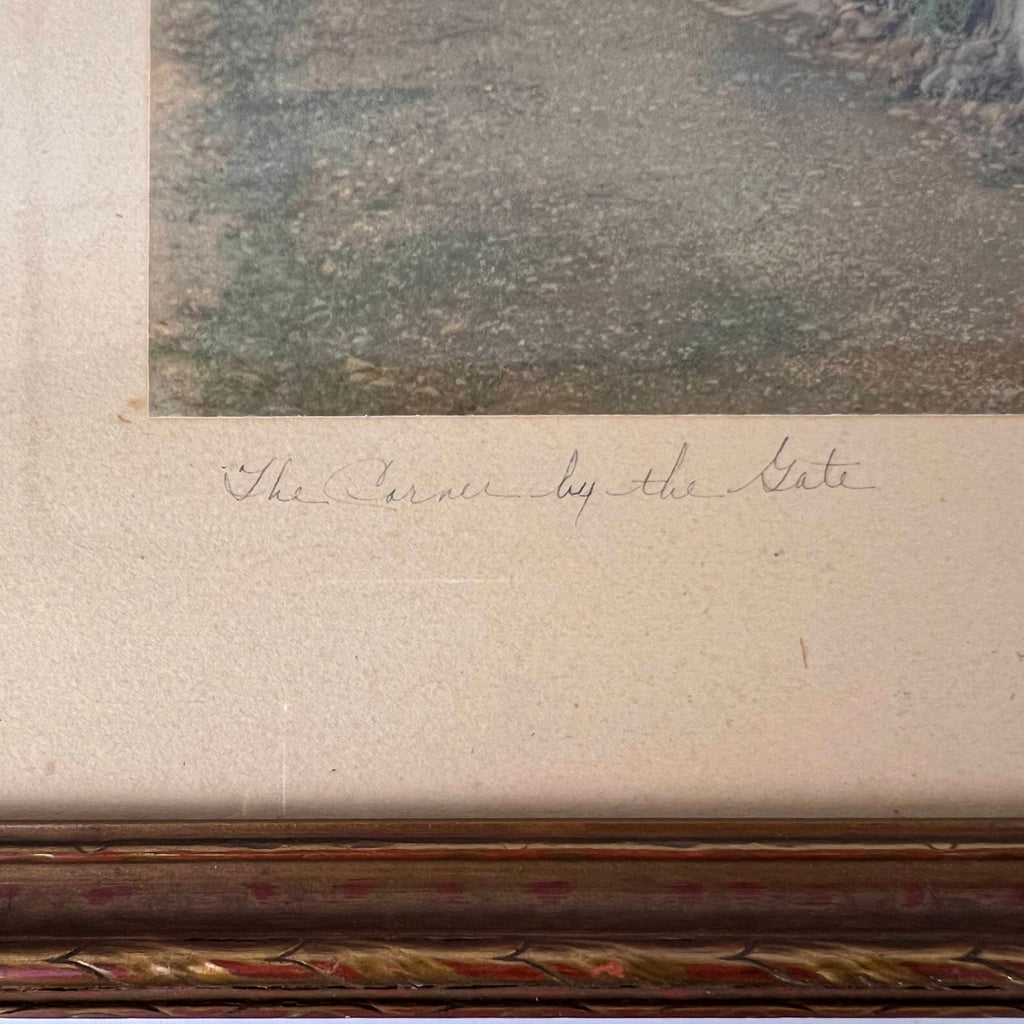 The Corner by the Gate